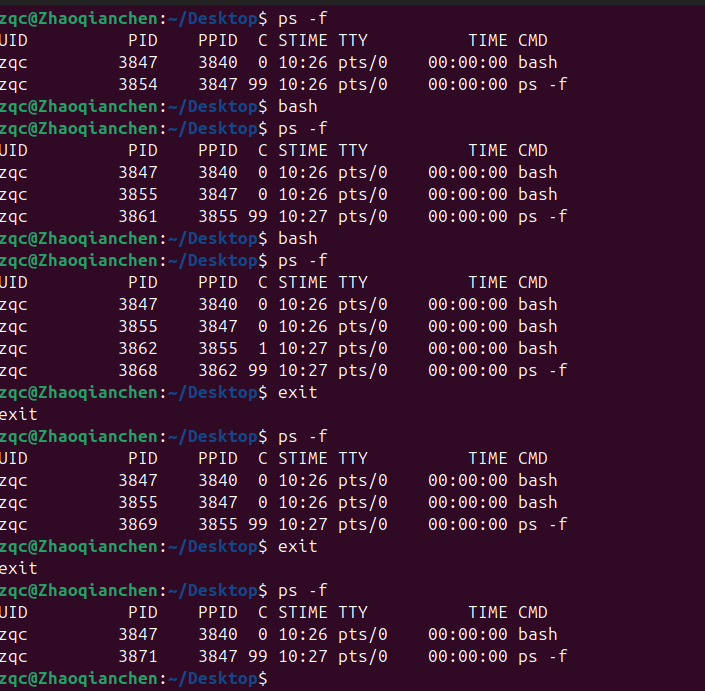 zqc@Zhaoqianchen:~/Desktop$ ps -f
UID          PID    PPID  C STIME TTY          TIME CMD
zqc         3847    3840  0 10:26 pts/0    00:00:00 bash
zqc         3854    3847 99 10:26 pts/0    00:00:00 ps -f
zqc@Zhaoqianchen:~/Desktop$ bash
zqc@Zhaoqianchen:~/Desktop$ ps -f
UID          PID    PPID  C STIME TTY          TIME CMD
zqc         3847    3840  0 10:26 pts/0    00:00:00 bash
zqc         3855    3847  0 10:26 pts/0    00:00:00 bash
zqc         3861    3855 99 10:27 pts/0    00:00:00 ps -f
zqc@Zhaoqianchen:~/Desktop$ bash
zqc@Zhaoqianchen:~/Desktop$ ps -f
UID          PID    PPID  C STIME TTY          TIME CMD
zqc         3847    3840  0 10:26 pts/0    00:00:00 bash
zqc         3855    3847  0 10:26 pts/0    00:00:00 bash
zqc         3862    3855  1 10:27 pts/0    00:00:00 bash
zqc         3868    3862 99 10:27 pts/0    00:00:00 ps -f
zqc@Zhaoqianchen:~/Desktop$ exit
exit
zqc@Zhaoqianchen:~/Desktop$ ps -f
UID          PID    PPID  C STIME TTY          TIME CMD
zqc         3847    3840  0 10:26 pts/0    00:00:00 bash
zqc         3855    3847  0 10:26 pts/0    00:00:00 bash
zqc         3869    3855 99 10:27 pts/0    00:00:00 ps -f
zqc@Zhaoqianchen:~/Desktop$ exit
exit
zqc@Zhaoqianchen:~/Desktop$ ps -f
UID          PID    PPID  C STIME TTY          TIME CMD
zqc         3847    3840  0 10:26 pts/0    00:00:00 bash
zqc         3871    3847 99 10:27 pts/0    00:00:00 ps -f
zqc@Zhaoqianchen:~/Desktop$